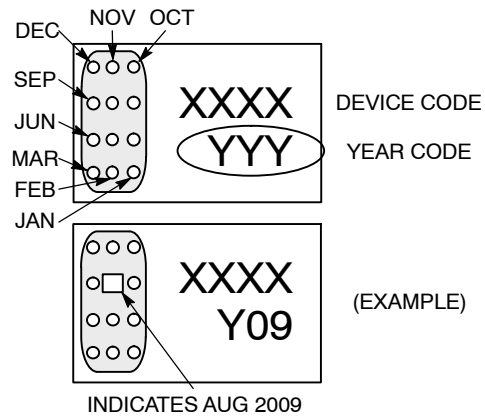 DEC
NOV
OCT
SEP
JUN
MAR
FEB
JAN
XXXX
DEVICE CODE
YYY
YEAR CODE
XXXX
Y09
(EXAMPLE)
INDICATES AUG 2009